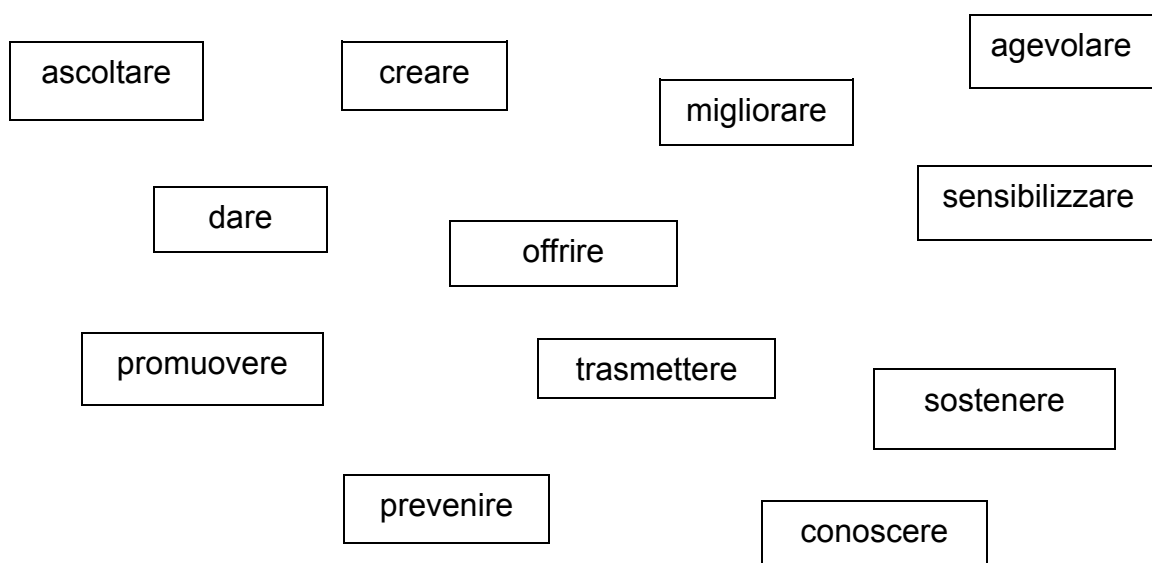 agevolare
ascoltare
creare
migliorare
sensibilizzare
dare
offrire
promuovere
trasmettere
sostenere
prevenire
conoscere